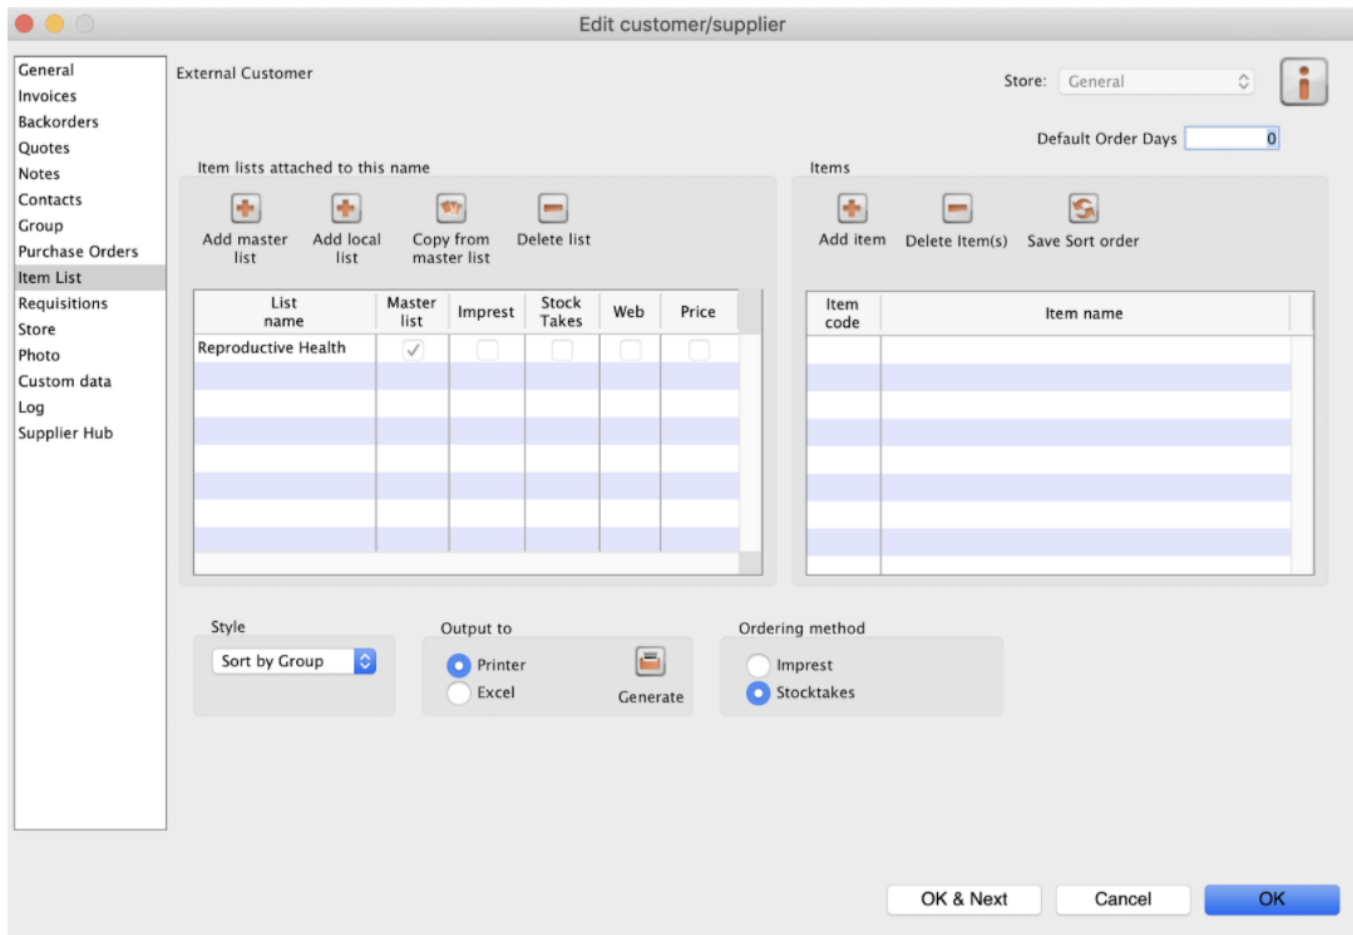 Edit customer/supplier
General
Invoices
Backorders
Quotes
Notes
Contacts
Group
Purchase Orders
Item List
Requisitions
Store
Photo
Custom data
Log
Supplier Hub
External Customer
Store: General
Default Order Days 0
Item lists attached to this name
Add master
list
Add local
list
Copy from
master list
Delete list
List
name
Master
list
Imprest
Stock
Takes
Web
Price
Reproductive Health
Items
Add item
Delete Item(s)
Save Sort order
Item
code
Item name
Style
Sort by Group
Output to
Printer
Excel
Generate
Ordering method
Imprest
Stocktakes
OK & Next
Cancel
OK